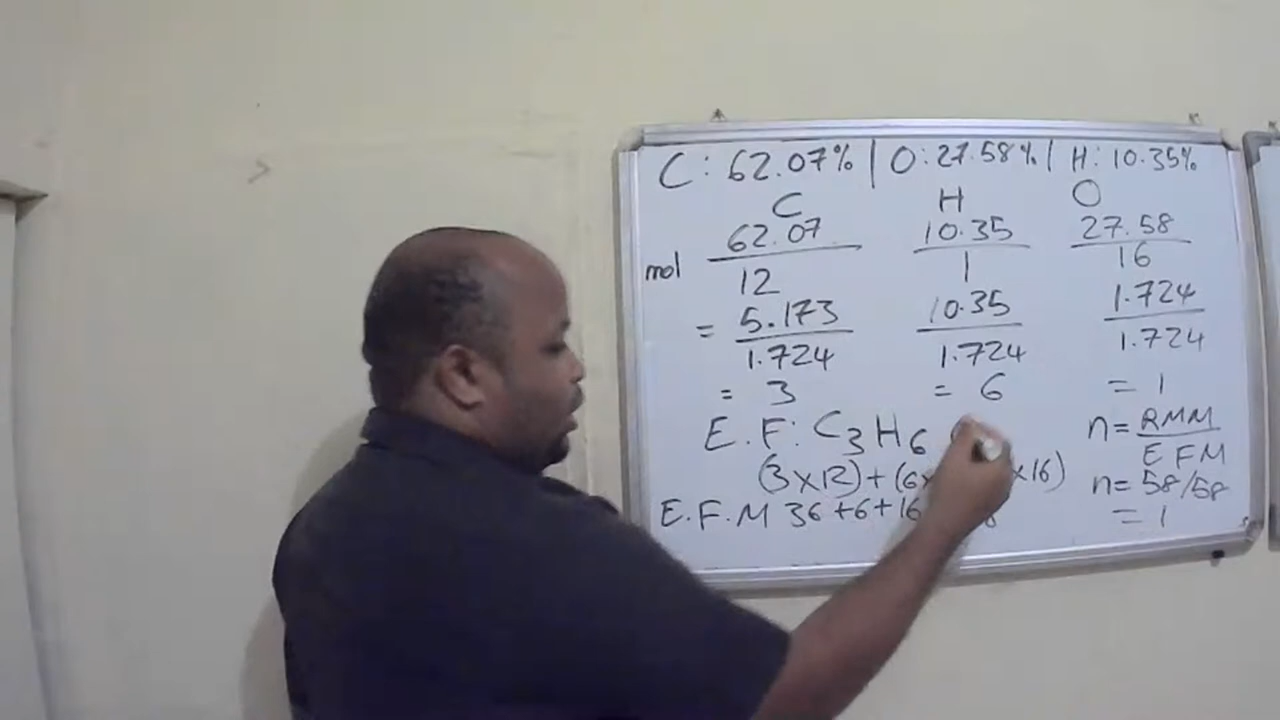 C: 62.07% | O: 27.58% | H: 10.35%
C H O
62.07 10.35 27.58
mol 12 1 16
= 5.173 10.35 1.724
1.724 1.724 1.724
= 3 = 6 = 1
E.F: C3H6
n = RMM
EFM
(3x12)+(6x x16)
n= 58/58
E.F.M 36+6+16
= 1